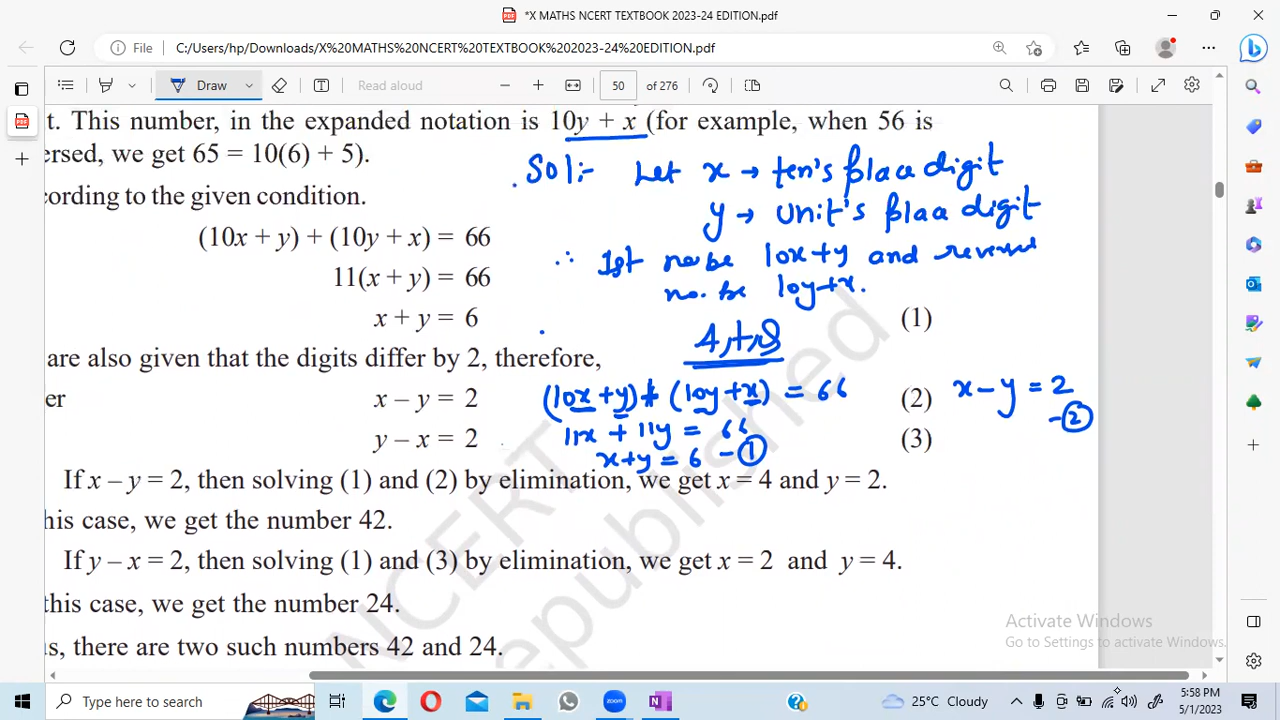 *X MATHS NCERT TEXTBOOK 2023-24 EDITION.pdf
File C:/Users/hp/Downloads/X%20MATHS%20NCERT%20TEXTBOOK%202023-24%20EDITION.pdf
Draw Read aloud 50 of 276
t. This number, in the expanded notation is 10y + x (for example, when 56 is
ersed, we get 65 = 10(6) + 5).
Sol:- Let x → ten's place digit
cording to the given condition.
y → unit's place digit
(10x + y) + (10y + x) = 66
∴ 1st no be 10x+y and reverse
11(x + y) = 66
no. be 10y+x.
x + y = 6 (1)
A,t,Q
are also given that the digits differ by 2, therefore,
(10x+y)+(10y+x) = 66
x-y = 2 -②
er x – y = 2 (2)
11x + 11y = 66
y – x = 2 (3)
x+y = 6 -①
If x – y = 2, then solving (1) and (2) by elimination, we get x = 4 and y = 2.
his case, we get the number 42.
If y – x = 2, then solving (1) and (3) by elimination, we get x = 2 and y = 4.
this case, we get the number 24.
s, there are two such numbers 42 and 24.
NCERT
republished
Activate Windows
Go to Settings to activate Windows.
Type here to search
25°C Cloudy
5:58 PM
5/1/2023